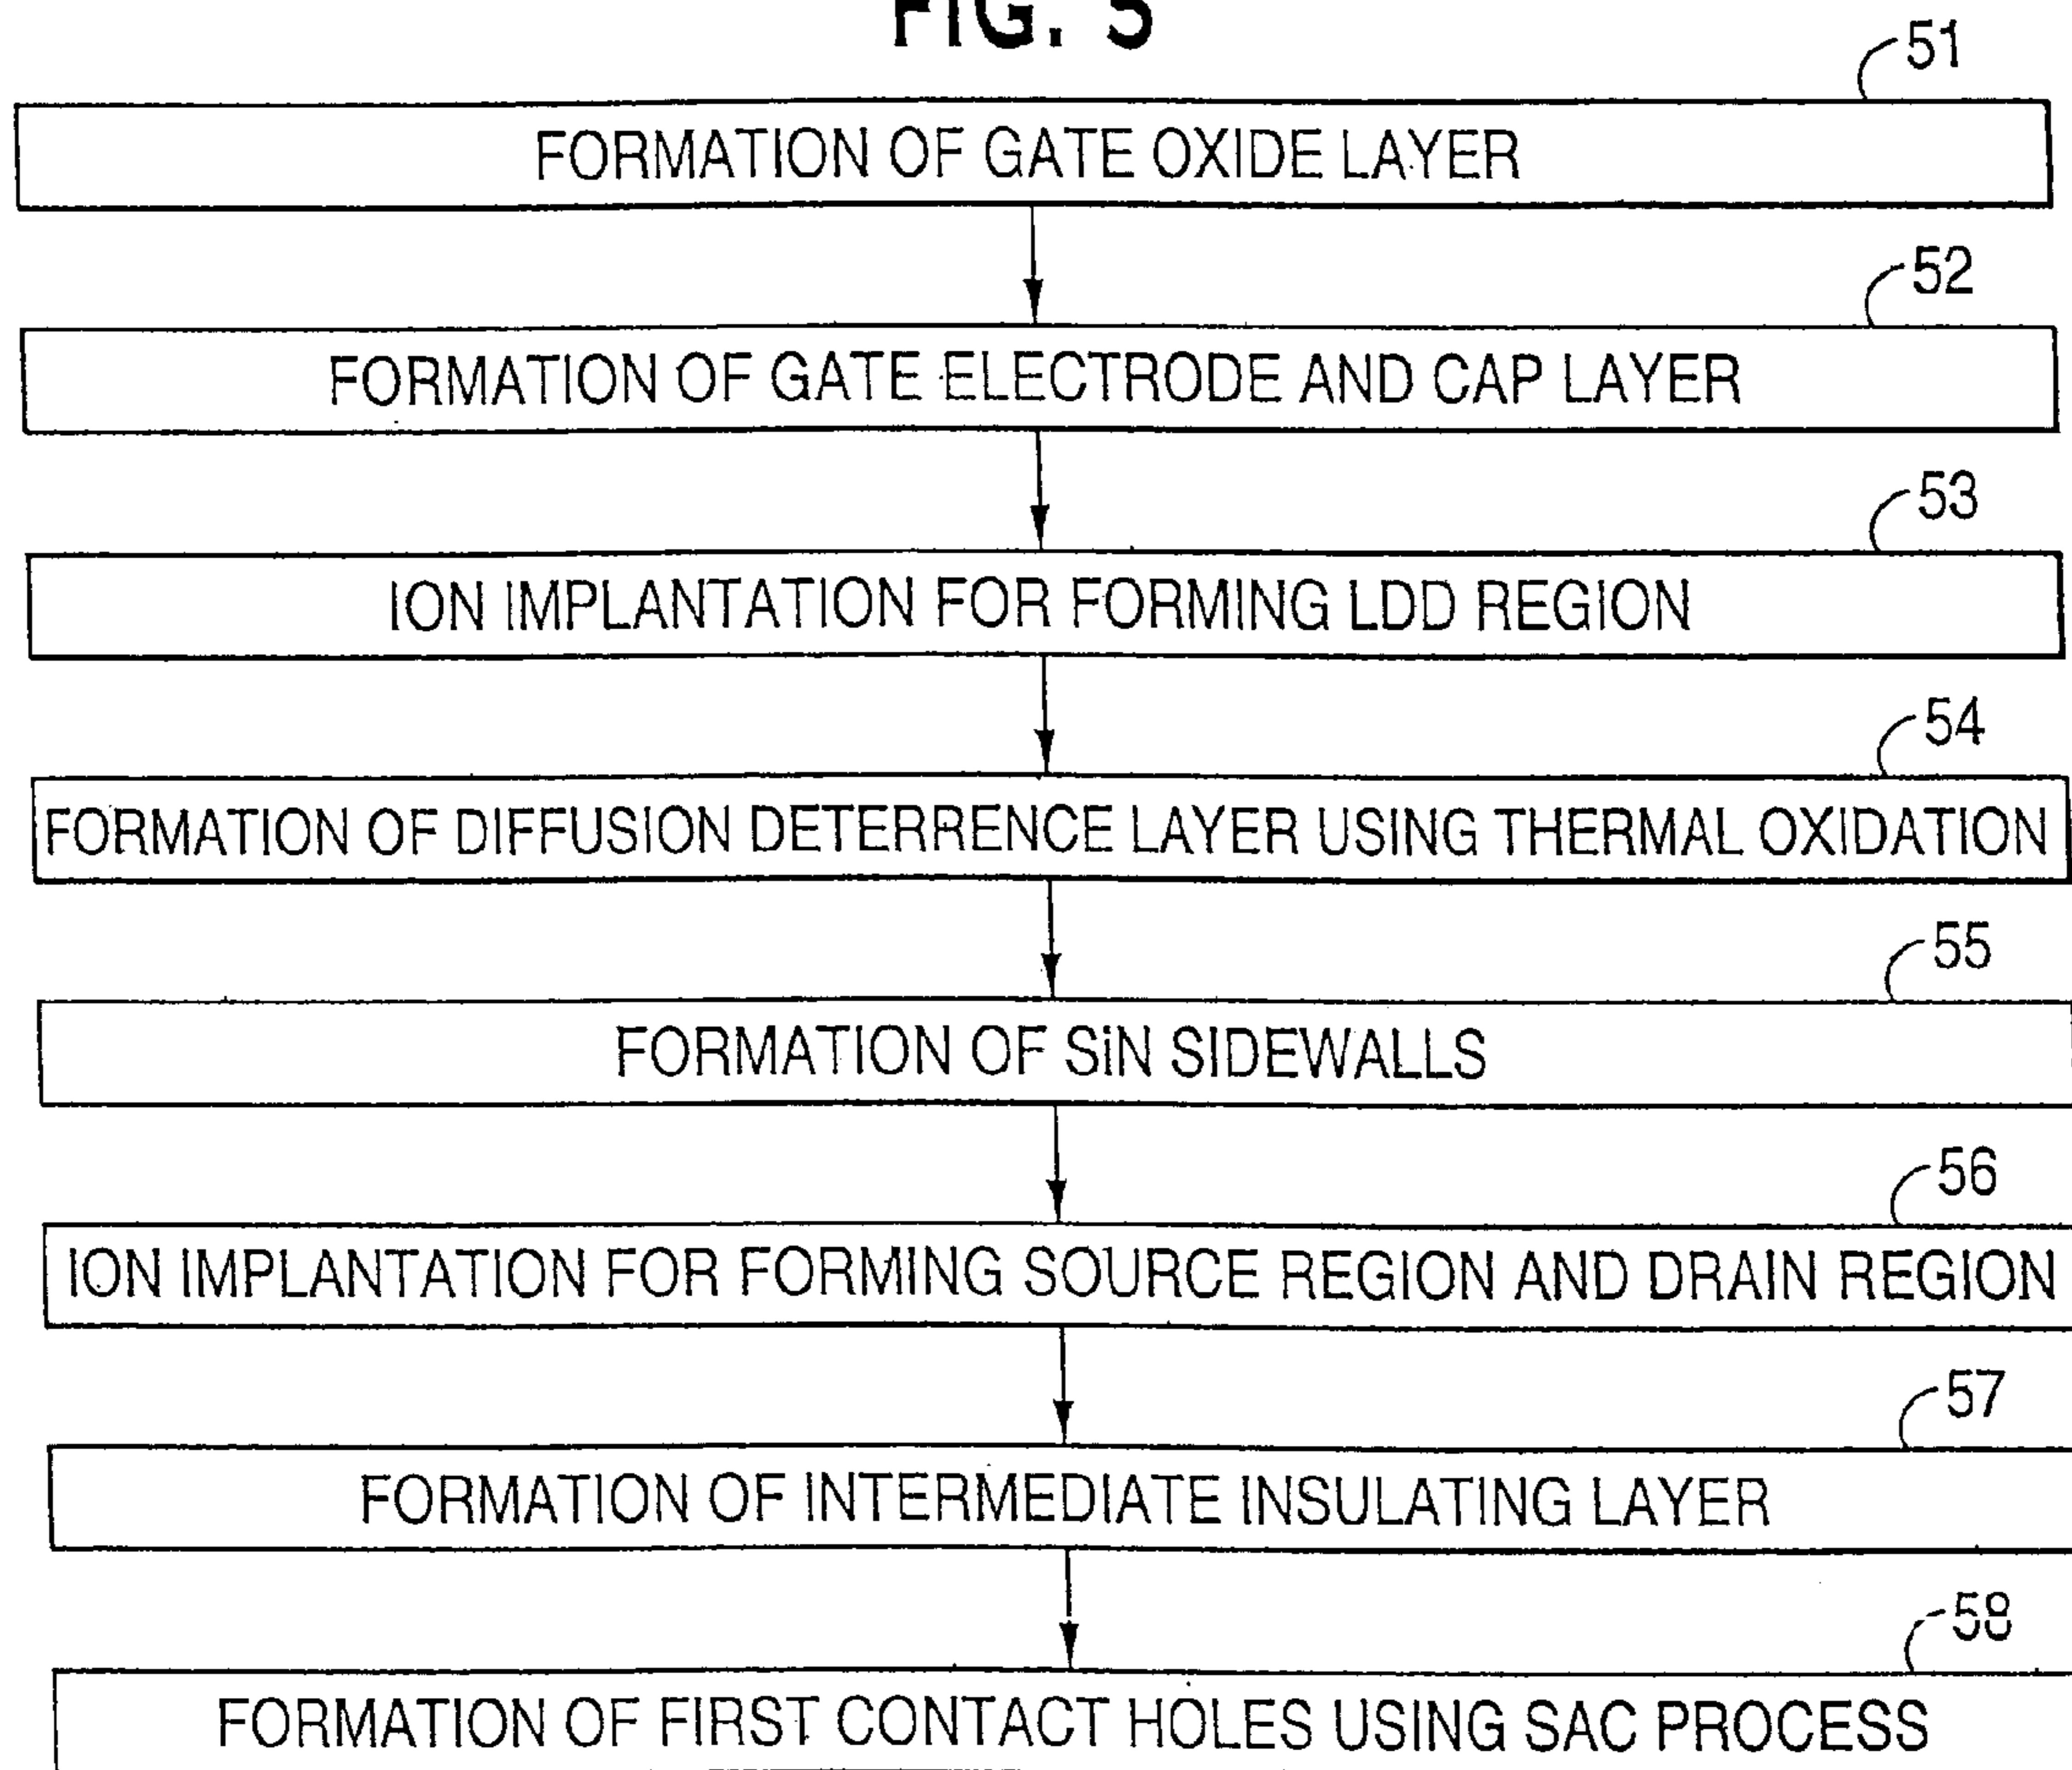 FIG. 5
51
FORMATION OF GATE OXIDE LAYER
52
FORMATION OF GATE ELECTRODE AND CAP LAYER
53
ION IMPLANTATION FOR FORMING LDD REGION
54
FORMATION OF DIFFUSION DETERRENCE LAYER USING THERMAL OXIDATION
55
FORMATION OF SiN SIDEWALLS
56
ION IMPLANTATION FOR FORMING SOURCE REGION AND DRAIN REGION
57
FORMATION OF INTERMEDIATE INSULATING LAYER
58
FORMATION OF FIRST CONTACT HOLES USING SAC PROCESS